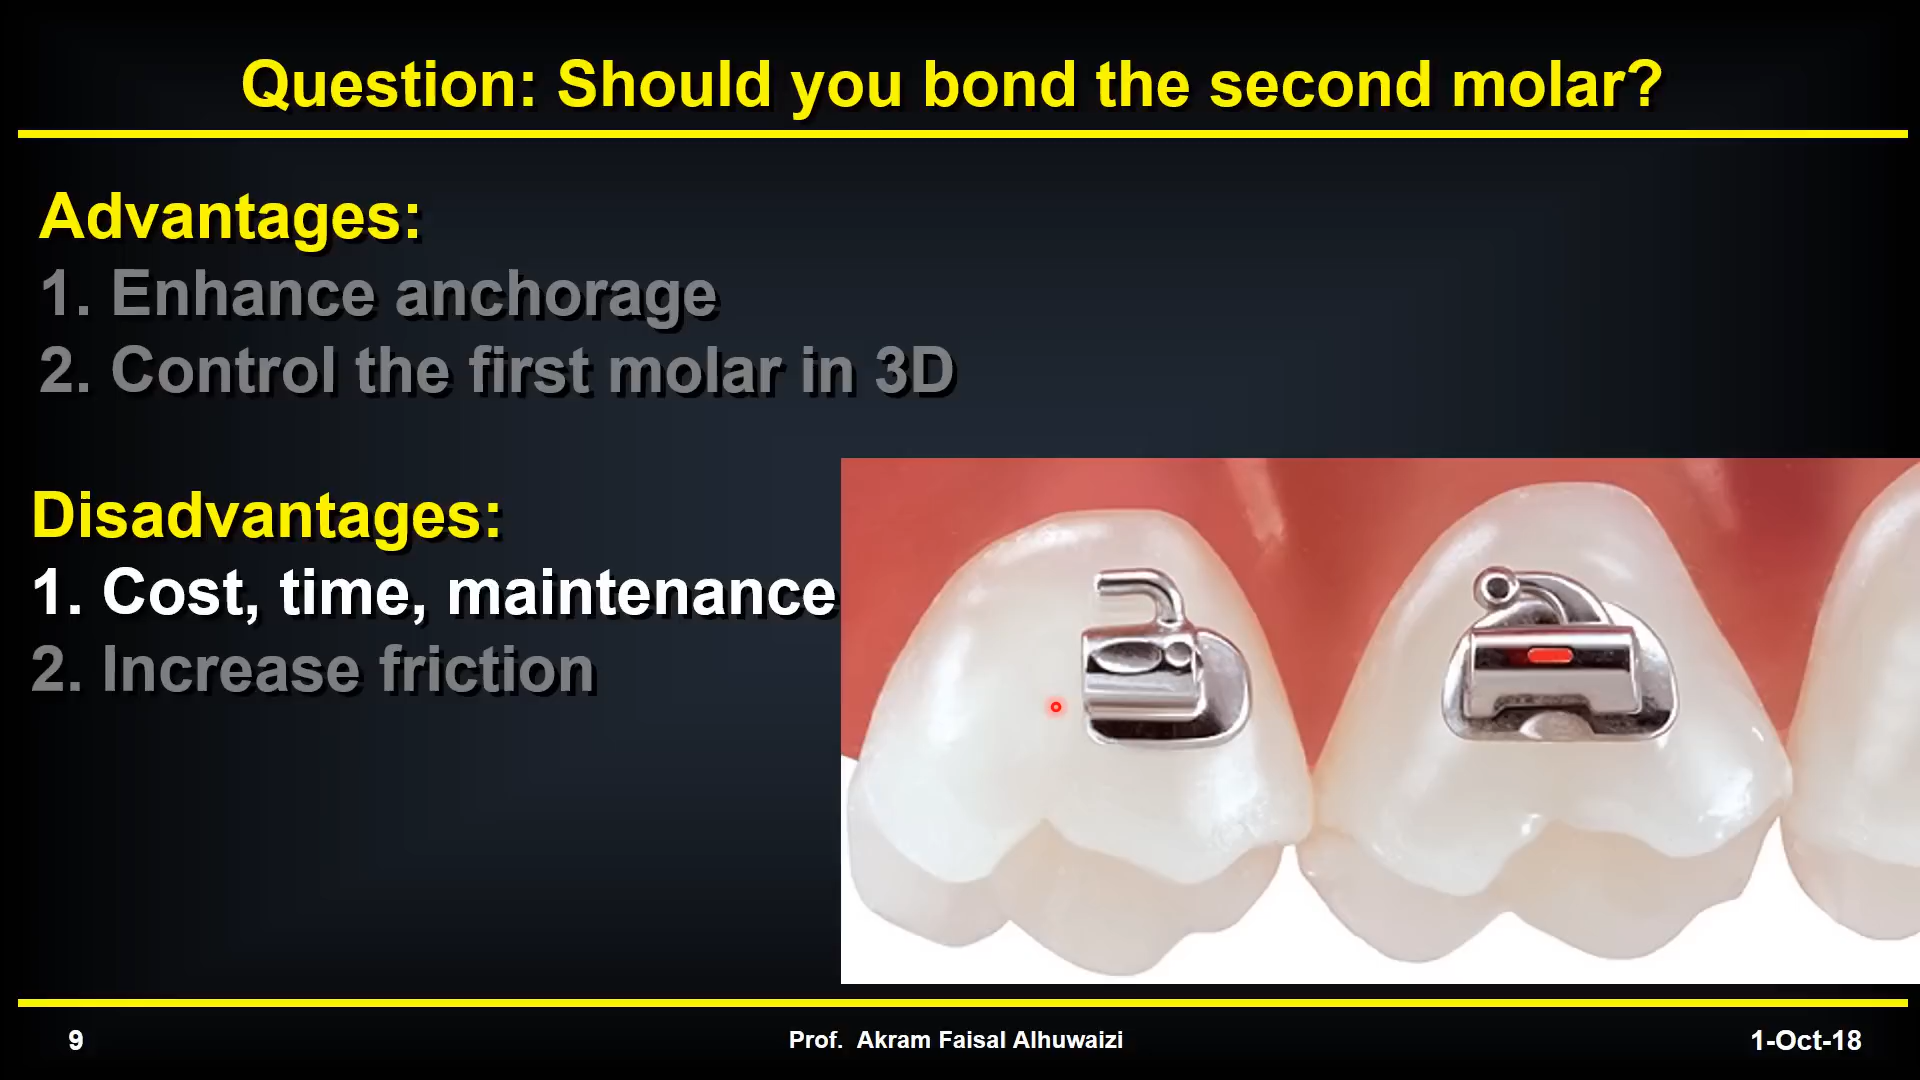 Question: Should you bond the second molar?
Advantages:
1. Enhance anchorage
2. Control the first molar in 3D
Disadvantages:
1. Cost, time, maintenance
2. Increase friction
9
Prof.  Akram Faisal Alhuwaizi
1-Oct-18